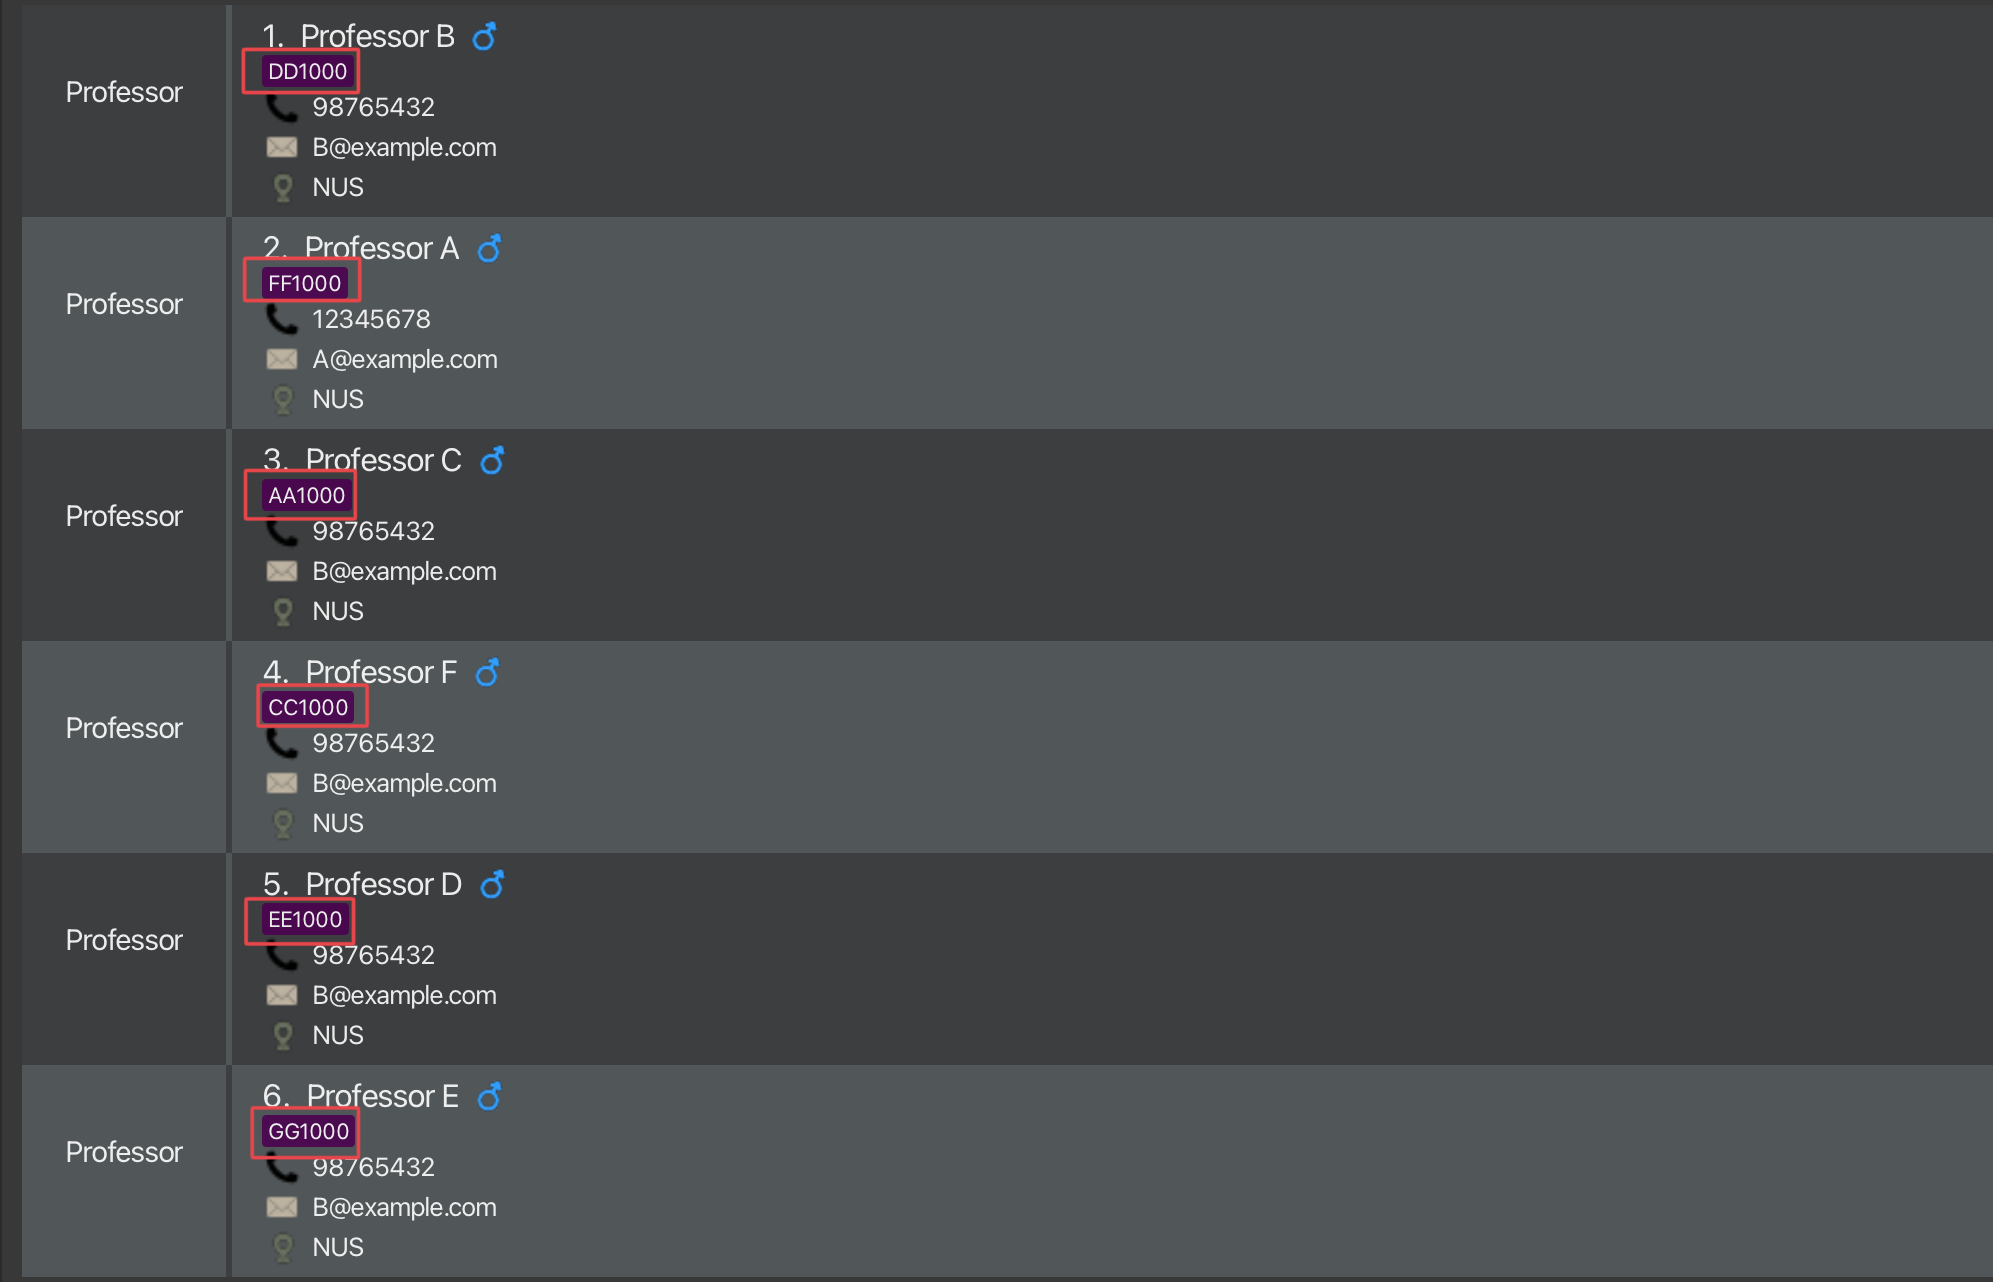 Professor
1. Professor B
DD1000
98765432
B@example.com
NUS
Professor
2. Professor A
FF1000
12345678
A@example.com
NUS
Professor
3. Professor C
AA1000
98765432
B@example.com
NUS
Professor
4. Professor F
CC1000
98765432
B@example.com
NUS
Professor
5. Professor D
EE1000
98765432
B@example.com
NUS
Professor
6. Professor E
GG1000
98765432
B@example.com
NUS